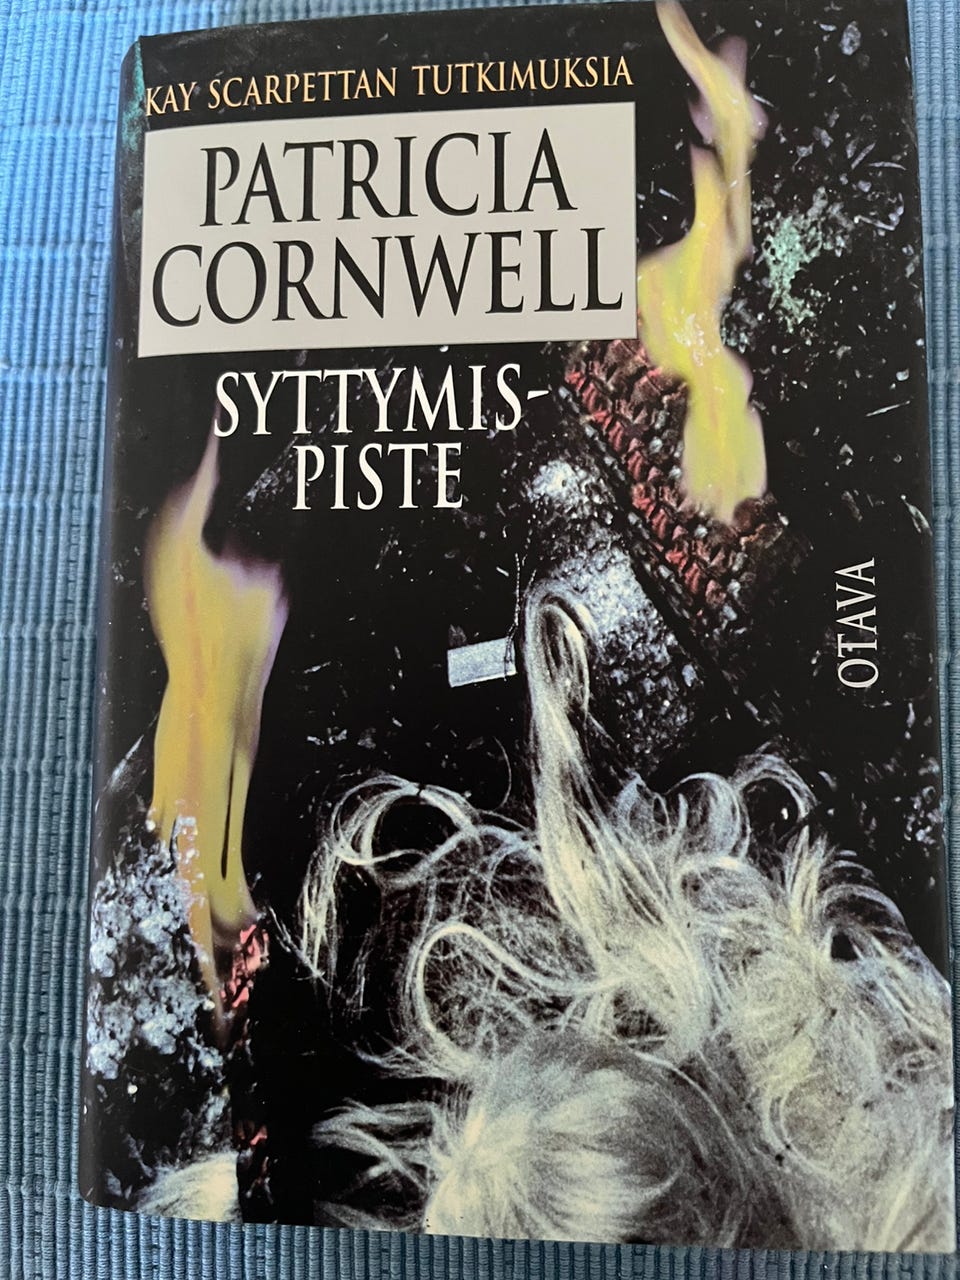 KAY SCARPETTAN TUTKIMUKSIA
PATRICIA
CORNWELL
SYTTYMIS-
PISTE
OTAVA